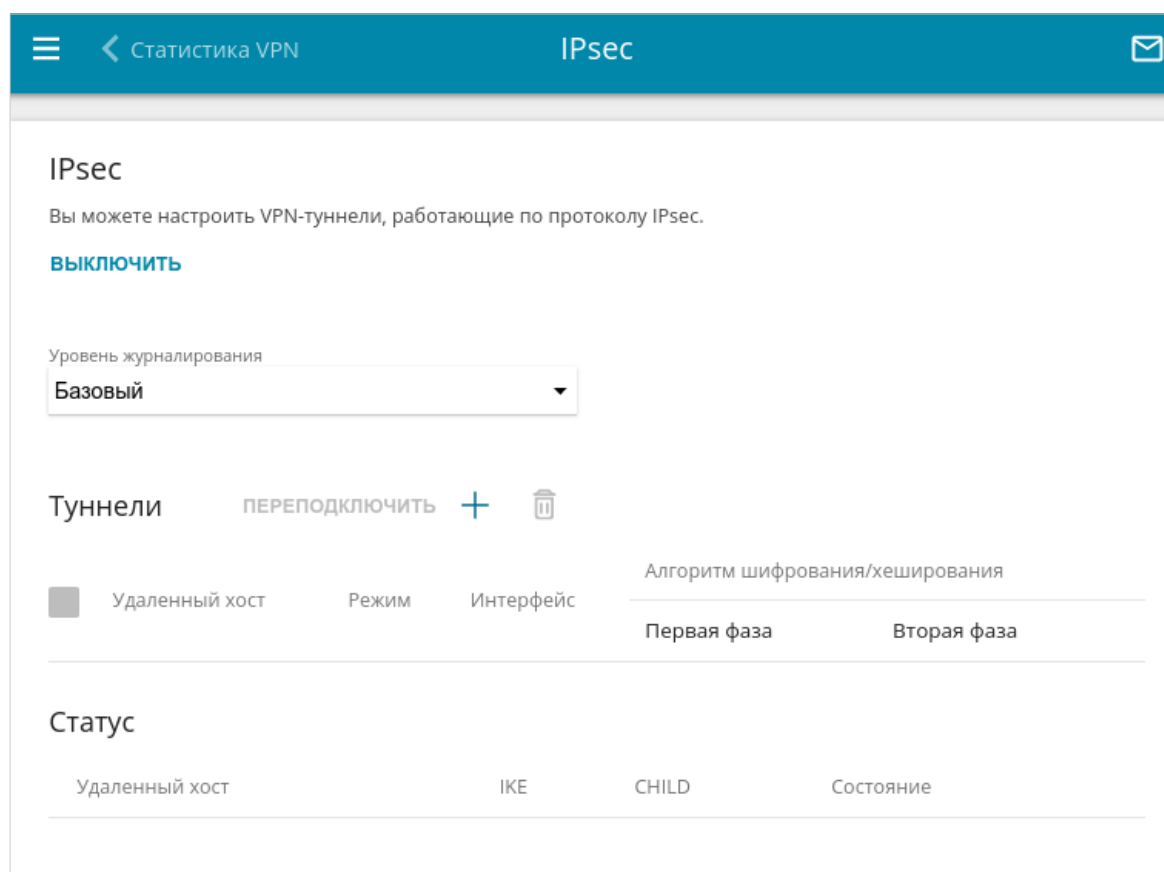 Статистика VPN
IPsec
IPsec
Вы можете настроить VPN-туннели, работающие по протоколу IPsec.
ВЫКЛЮЧИТЬ
Уровень журналирования
Базовый
Туннели ПЕРЕПОДКЛЮЧИТЬ
Удаленный хост Режим Интерфейс Алгоритм шифрования/хеширования
Первая фаза Вторая фаза
Статус
Удаленный хост IKE CHILD Состояние